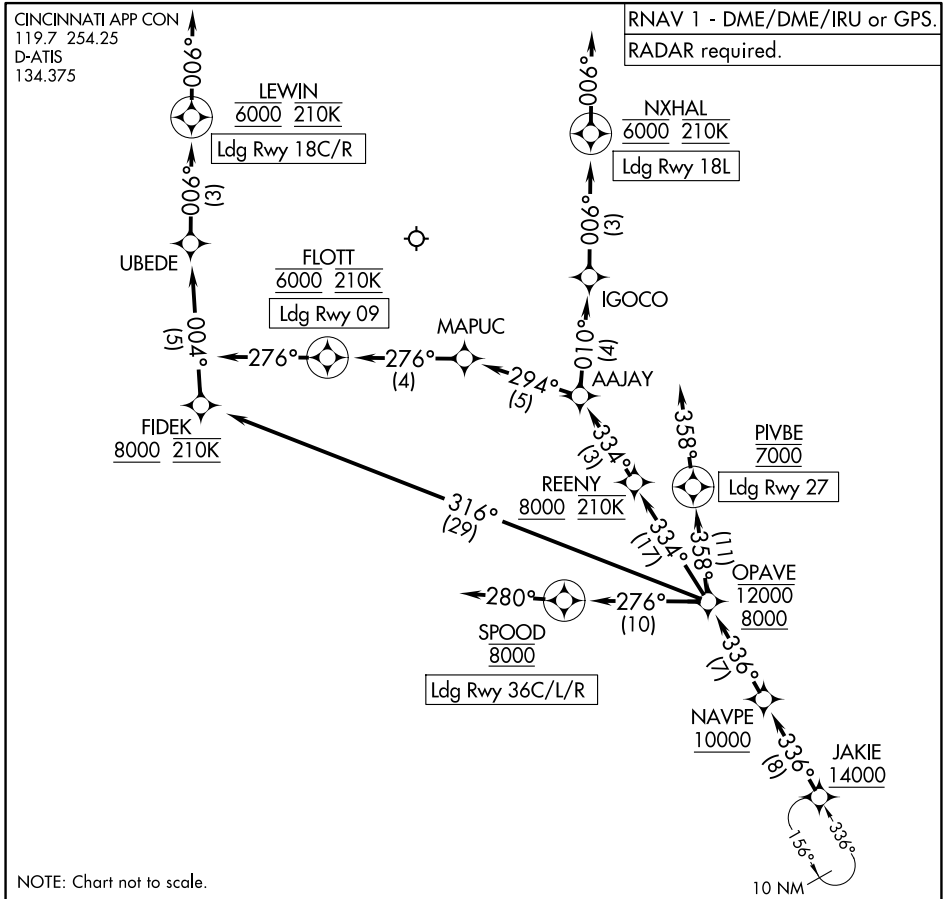 CINCINNATI APP CON
119.7 254.25
D-ATIS
134.375
RNAV 1 - DME/DME/IRU or GPS.
RADAR required.
006°
LEWIN
6000 210K
Ldg Rwy 18C/R
006°
(3)
UBEDE
004°
(5)
FIDEK
8000 210K
006°
NXHAL
6000 210K
Ldg Rwy 18L
006°
(3)
IGOCO
010°
(4)
AAJAY
FLOTT
6000 210K
Ldg Rwy 09
276°
276°
(4)
MAPUC
294°
(5)
334°
(3)
REENY
8000 210K
334°
(17)
358°
PIVBE
7000
Ldg Rwy 27
358°
(11)
316°
(29)
OPAVE
12000
8000
280°
276°
(10)
SPOOD
8000
Ldg Rwy 36C/L/R
336°
(7)
NAVPE
10000
336°
(8)
JAKIE
14000
336°
156°
10 NM
NOTE: Chart not to scale.